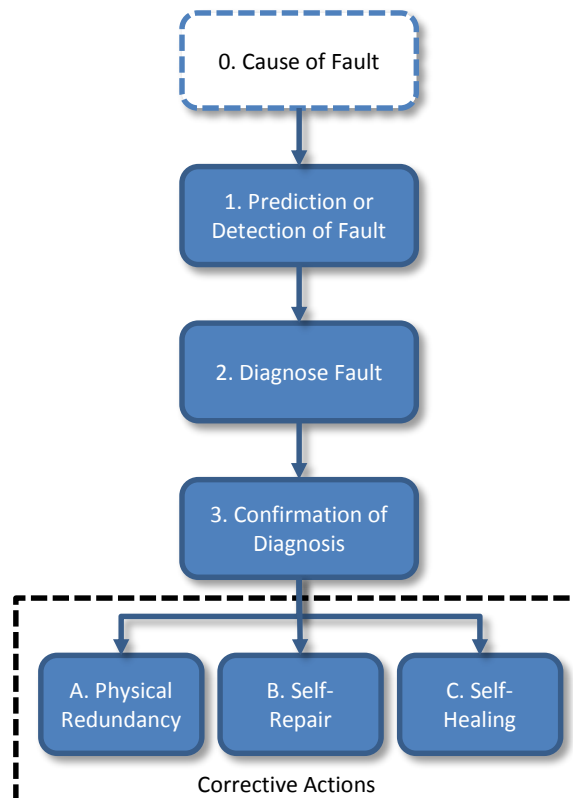 0. Cause of Fault
1. Prediction or
Detection of Fault
2. Diagnose Fault
3. Confirmation of
Diagnosis
A. Physical
Redundancy
B. Self-
Repair
C. Self-
Healing
Corrective Actions